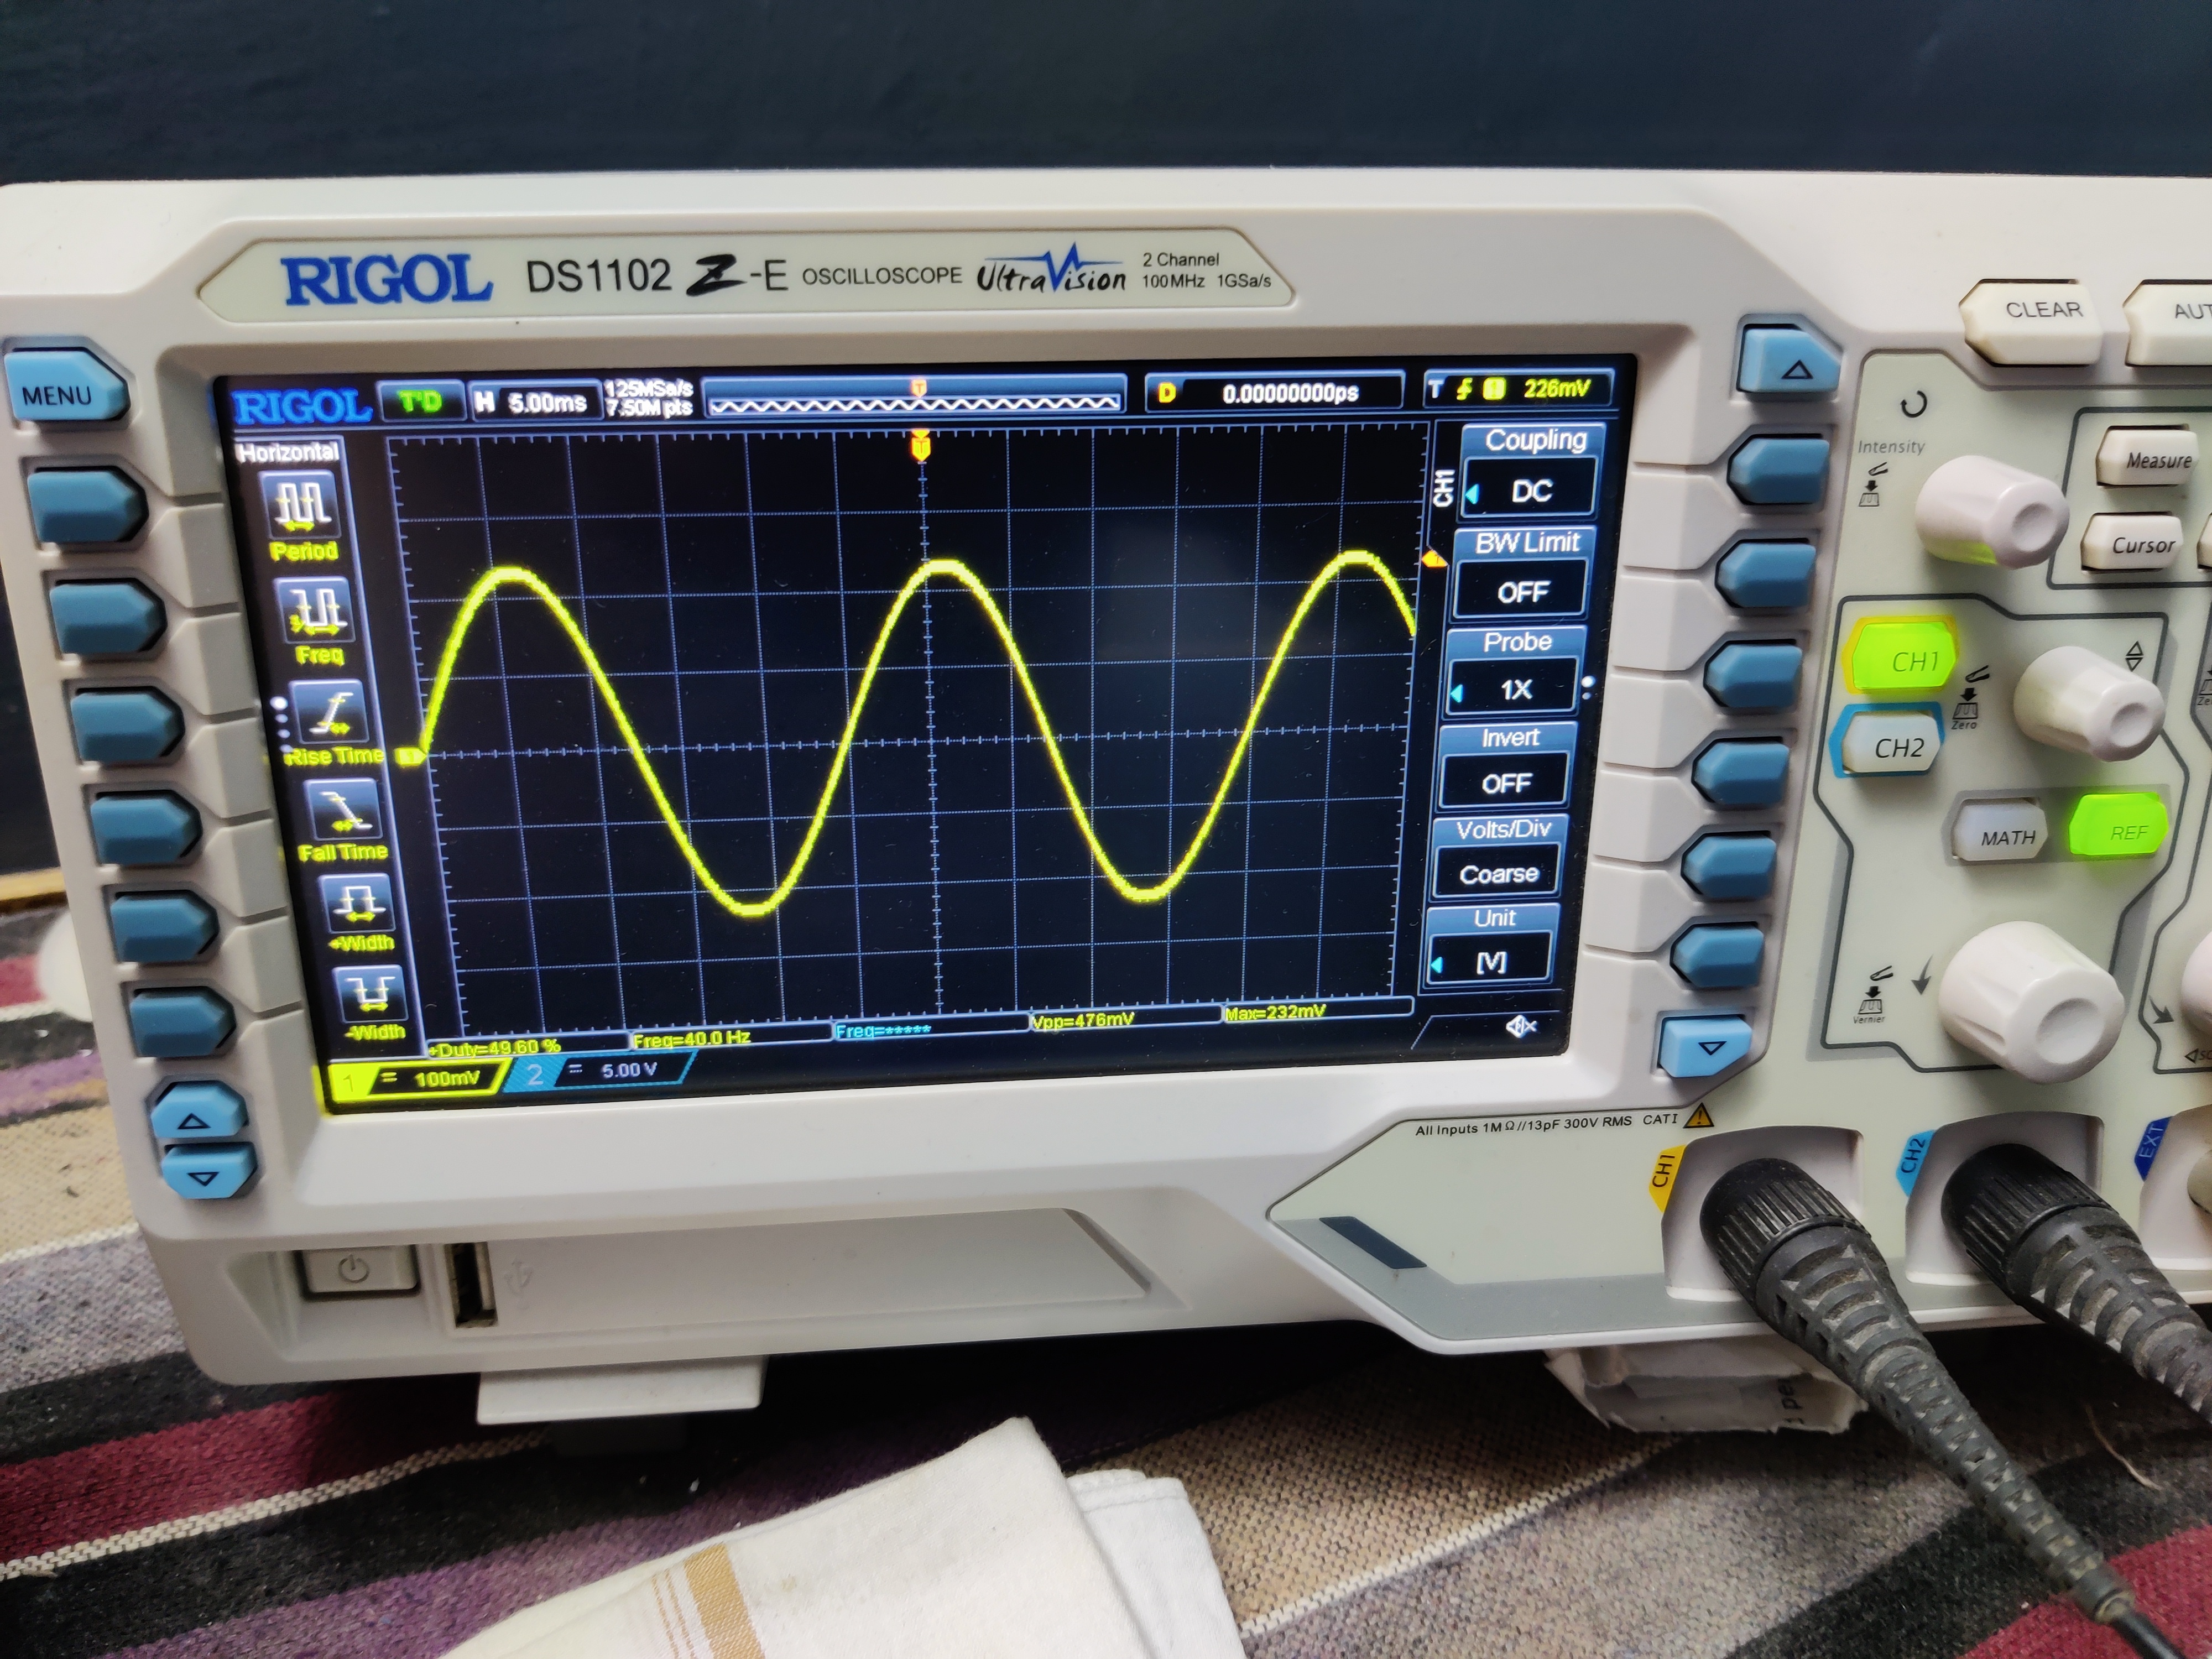 RIGOL DS1102 Z-E OSCILLOSCOPE UltraVision 2 Channel
100MHz 1GSa/s
CLEAR
MENU
RIGOL T'D H 5.00ms 125MSa/s
7.50M pts
D 0.00000000ps
T 226mV
Horizontal
Period
Freq
Rise Time
Fall Time
+Width
-Width
CH1
Coupling
DC
BW Limit
OFF
Probe
1X
Invert
OFF
Volts/Div
Coarse
Unit
[V]
+Duty=49.60 % Freq=40.0 Hz Freq=***** Vpp=476mV Max=232mV
1 = 100mV 2 = 5.00 V
Intensity
Measure
Cursor
CH1
Zero
CH2
MATH REF
Vernier
All Inputs 1MΩ//13pF 300V RMS CAT I
CH1
CH2
EXT